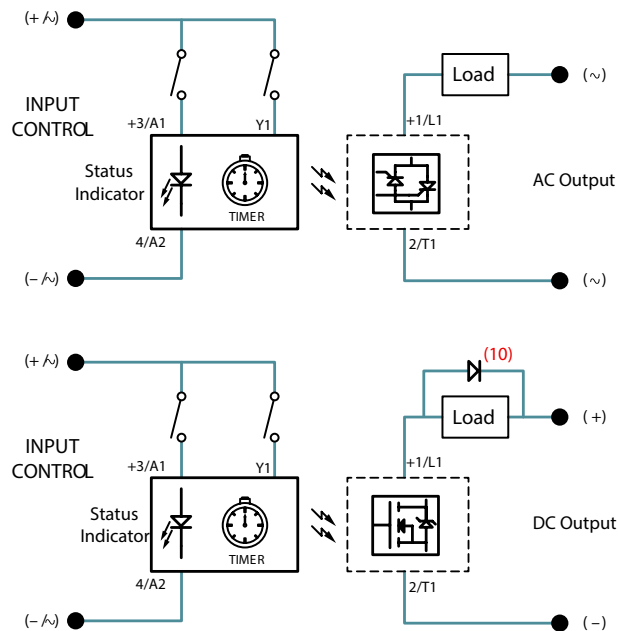 (+/~)
INPUT
CONTROL
+3/A1
Y1
Status
Indicator
TIMER
4/A2
(-/~)
+1/L1
Load
(~)
AC Output
2/T1
(~)
(+/~)
INPUT
CONTROL
+3/A1
Y1
Status
Indicator
TIMER
4/A2
(-/~)
(10)
Load
(+)
+1/L1
DC Output
2/T1
(-)